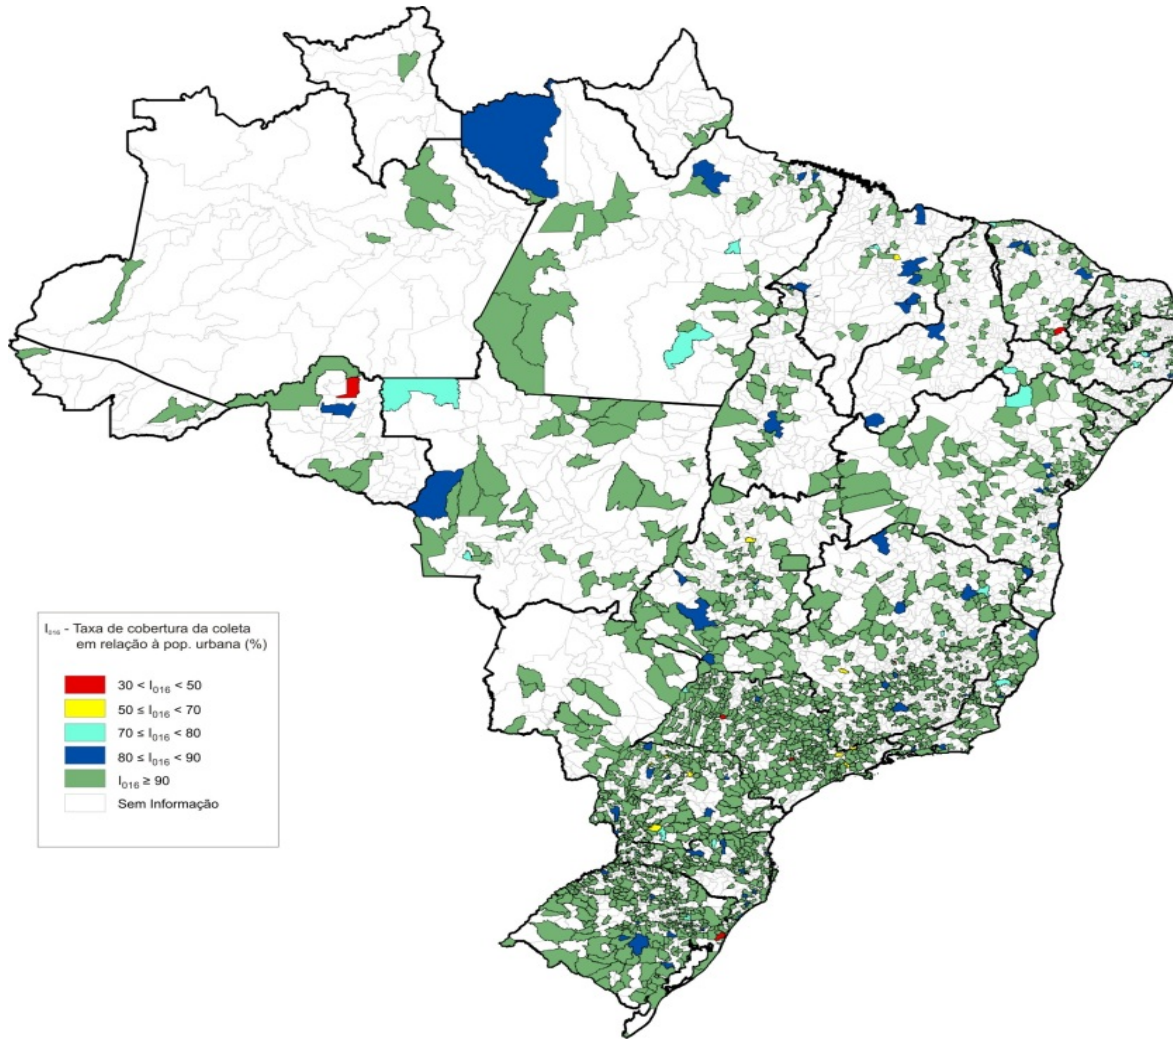 I₀₁₆ - Taxa de cobertura da coleta
em relação à pop. urbana (%)
30 < I₀₁₆ < 50
50 ≤ I₀₁₆ < 70
70 ≤ I₀₁₆ < 80
80 ≤ I₀₁₆ < 90
I₀₁₆ ≥ 90
Sem Informação